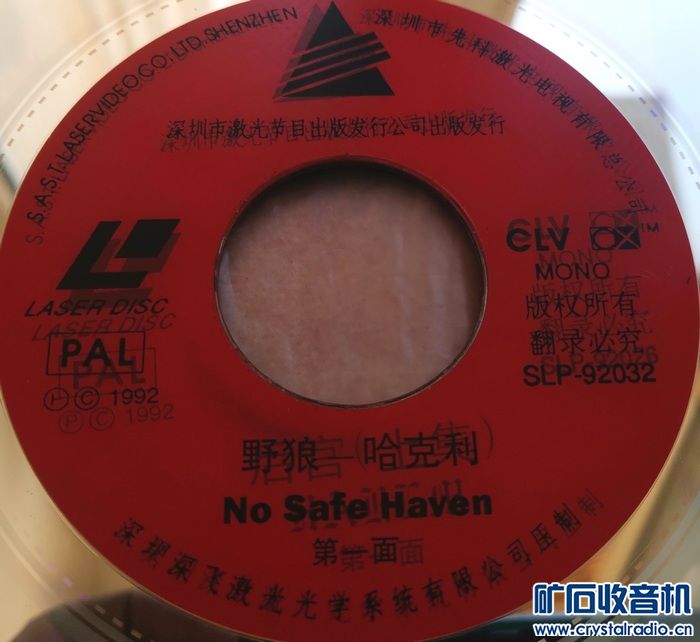 S.A.S.T. LASERVIDEO CO. LTD. SHENZHEN
深圳市先科激光电视有限总公司
深圳市激光节目出版发行公司出版发行
LASER DISC
PAL
Ⓟ © 1992
CLV CX™
MONO
版权所有
翻录必究
SLP-92032
SLP-92026
野狼 哈克利
No Safe Haven
第一面
深圳深飞激光光学系统有限公司压制
矿石收音机
www.crystalradio.cn